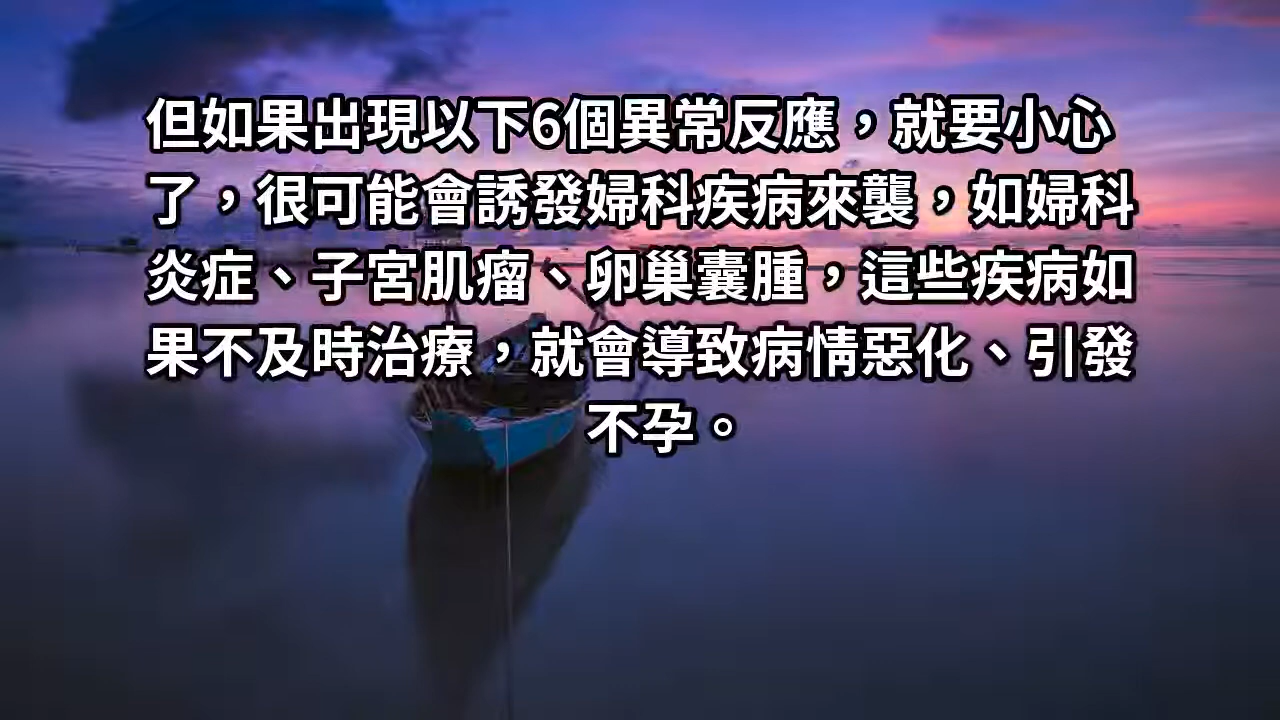 但如果出現以下6個異常反應，就要小心
了，很可能會誘發婦科疾病來襲，如婦科
炎症、子宮肌瘤、卵巢囊腫，這些疾病如
果不及時治療，就會導致病情惡化、引發
不孕。